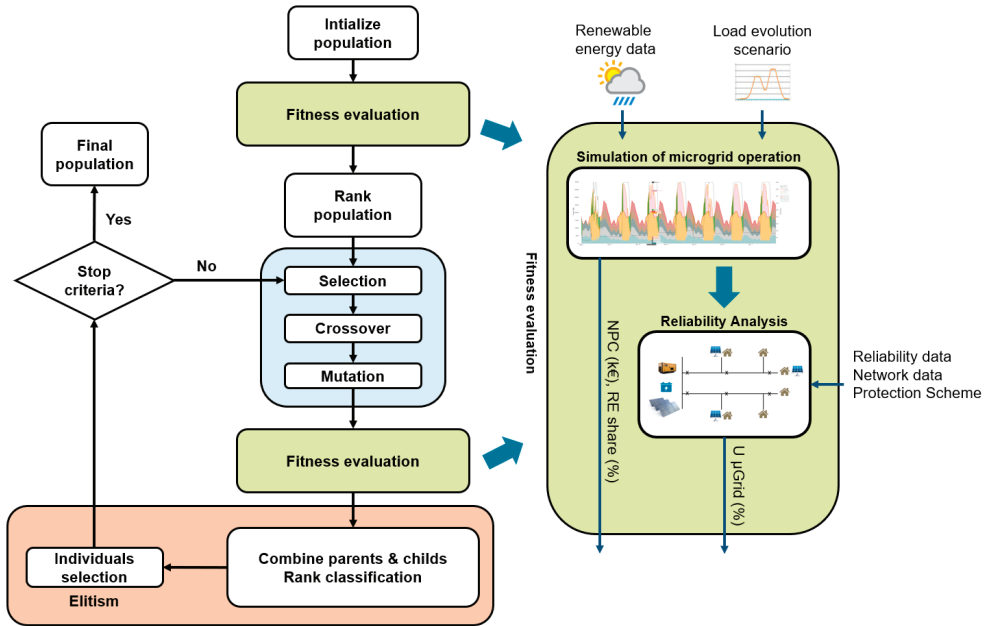 Intialize
population
Fitness evaluation
Rank
population
Selection
Crossover
Mutation
Fitness evaluation
Combine parents & childs
Rank classification
Individuals
selection
Elitism
Stop
criteria?
No
Yes
Final
population
Renewable
energy data
Load evolution
scenario
Fitness evaluation
Simulation of microgrid operation
Reliability Analysis
Reliability data
Network data
Protection Scheme
NPC (k€), RE share (%)
U µGrid (%)